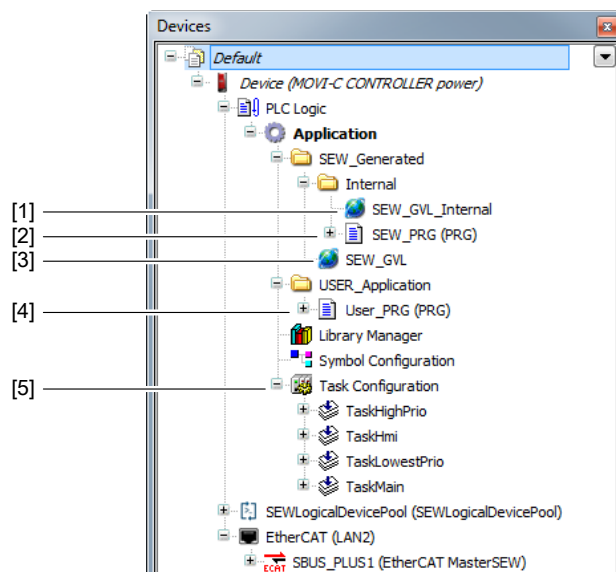 Devices
Default
Device (MOVI-C CONTROLLER power)
PLC Logic
Application
SEW_Generated
Internal
[1] SEW_GVL_Internal
[2] SEW_PRG (PRG)
[3] SEW_GVL
USER_Application
[4] User_PRG (PRG)
Library Manager
Symbol Configuration
[5] Task Configuration
TaskHighPrio
TaskHmi
TaskLowestPrio
TaskMain
SEWLogicalDevicePool (SEWLogicalDevicePool)
EtherCAT (LAN2)
ECAT SBUS_PLUS1 (EtherCAT MasterSEW)